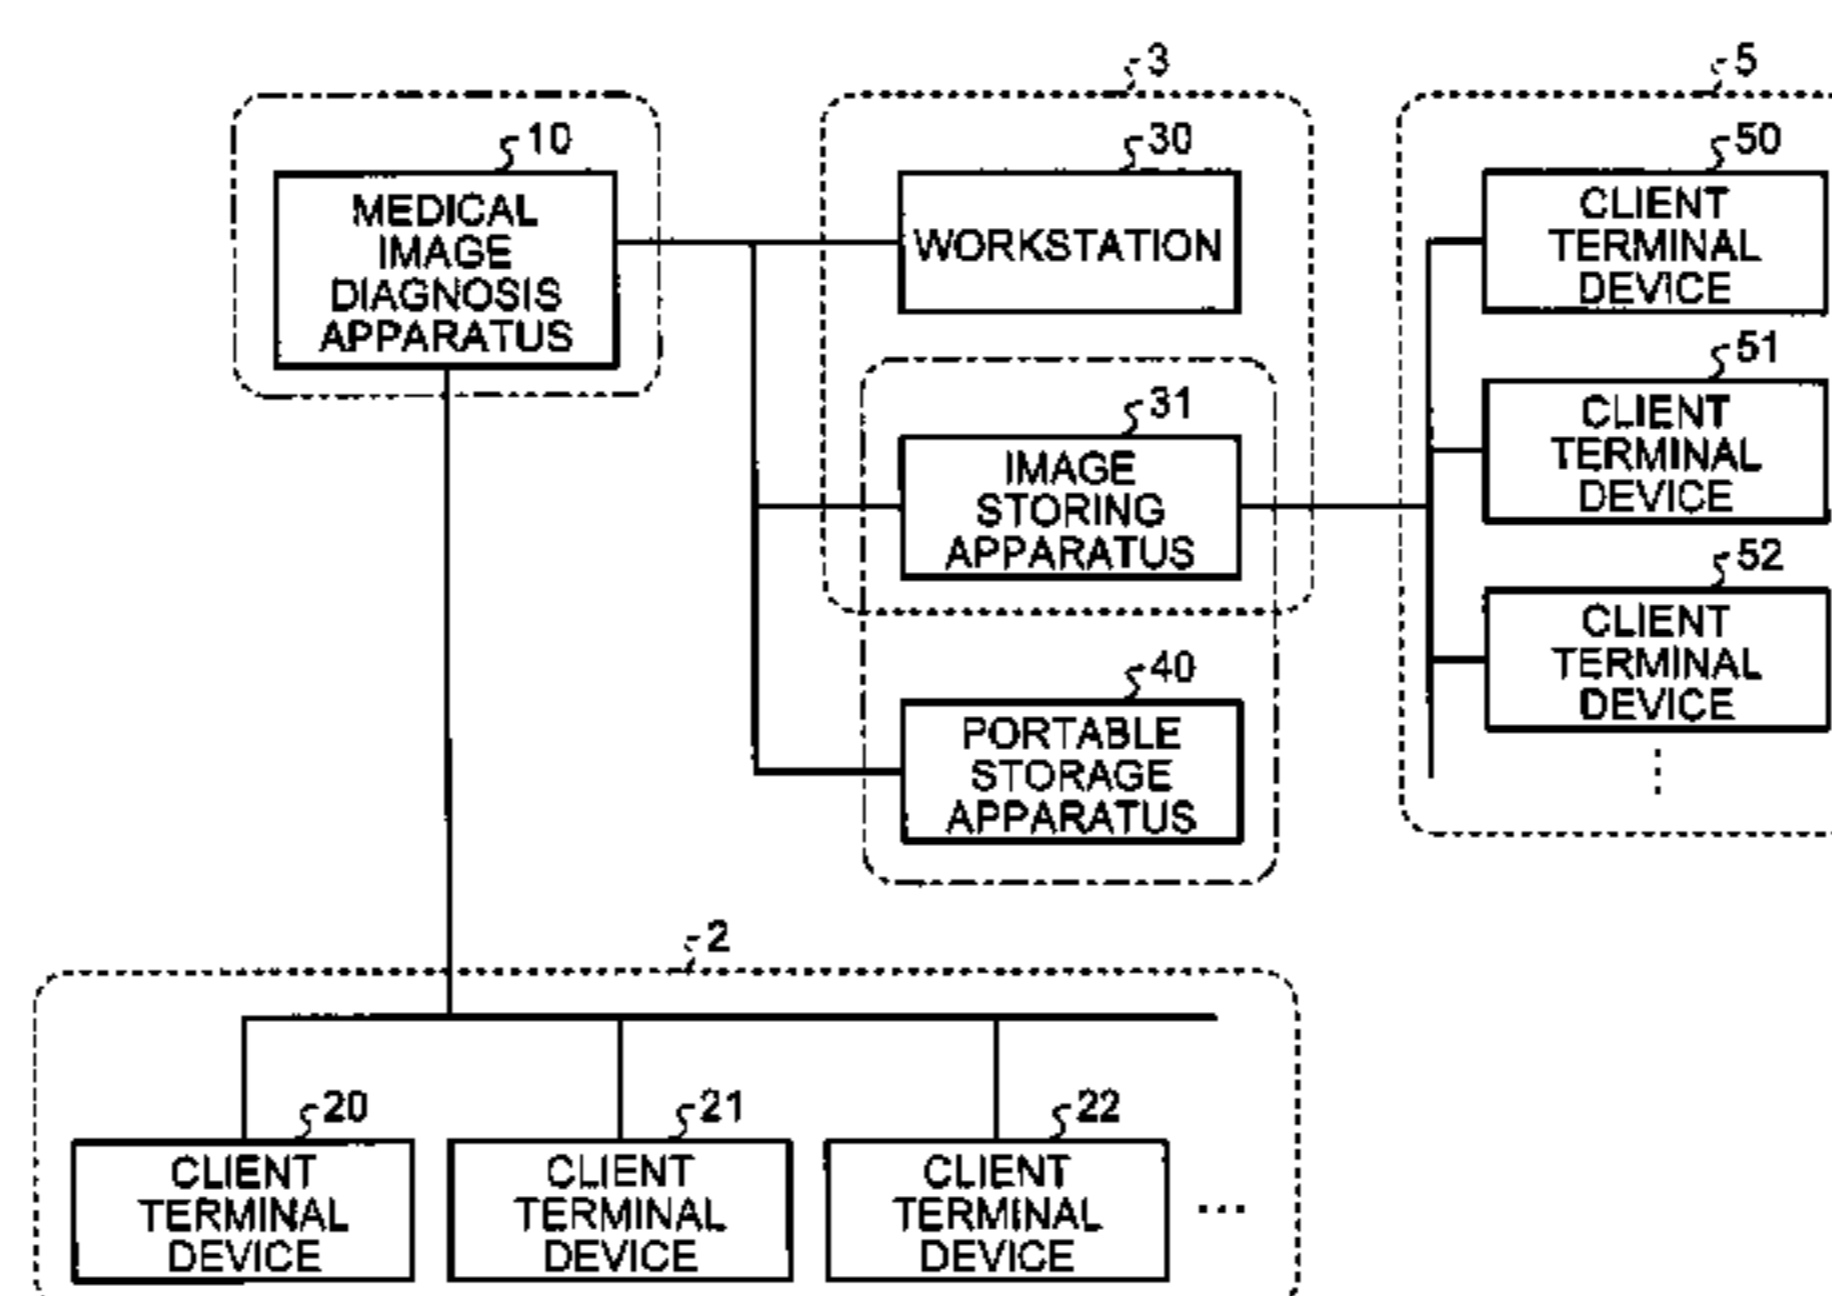 3
5
10
MEDICAL
IMAGE
DIAGNOSIS
APPARATUS
30
WORKSTATION
50
CLIENT
TERMINAL
DEVICE
31
IMAGE
STORING
APPARATUS
51
CLIENT
TERMINAL
DEVICE
52
CLIENT
TERMINAL
DEVICE
40
PORTABLE
STORAGE
APPARATUS
2
20
CLIENT
TERMINAL
DEVICE
21
CLIENT
TERMINAL
DEVICE
22
CLIENT
TERMINAL
DEVICE
...